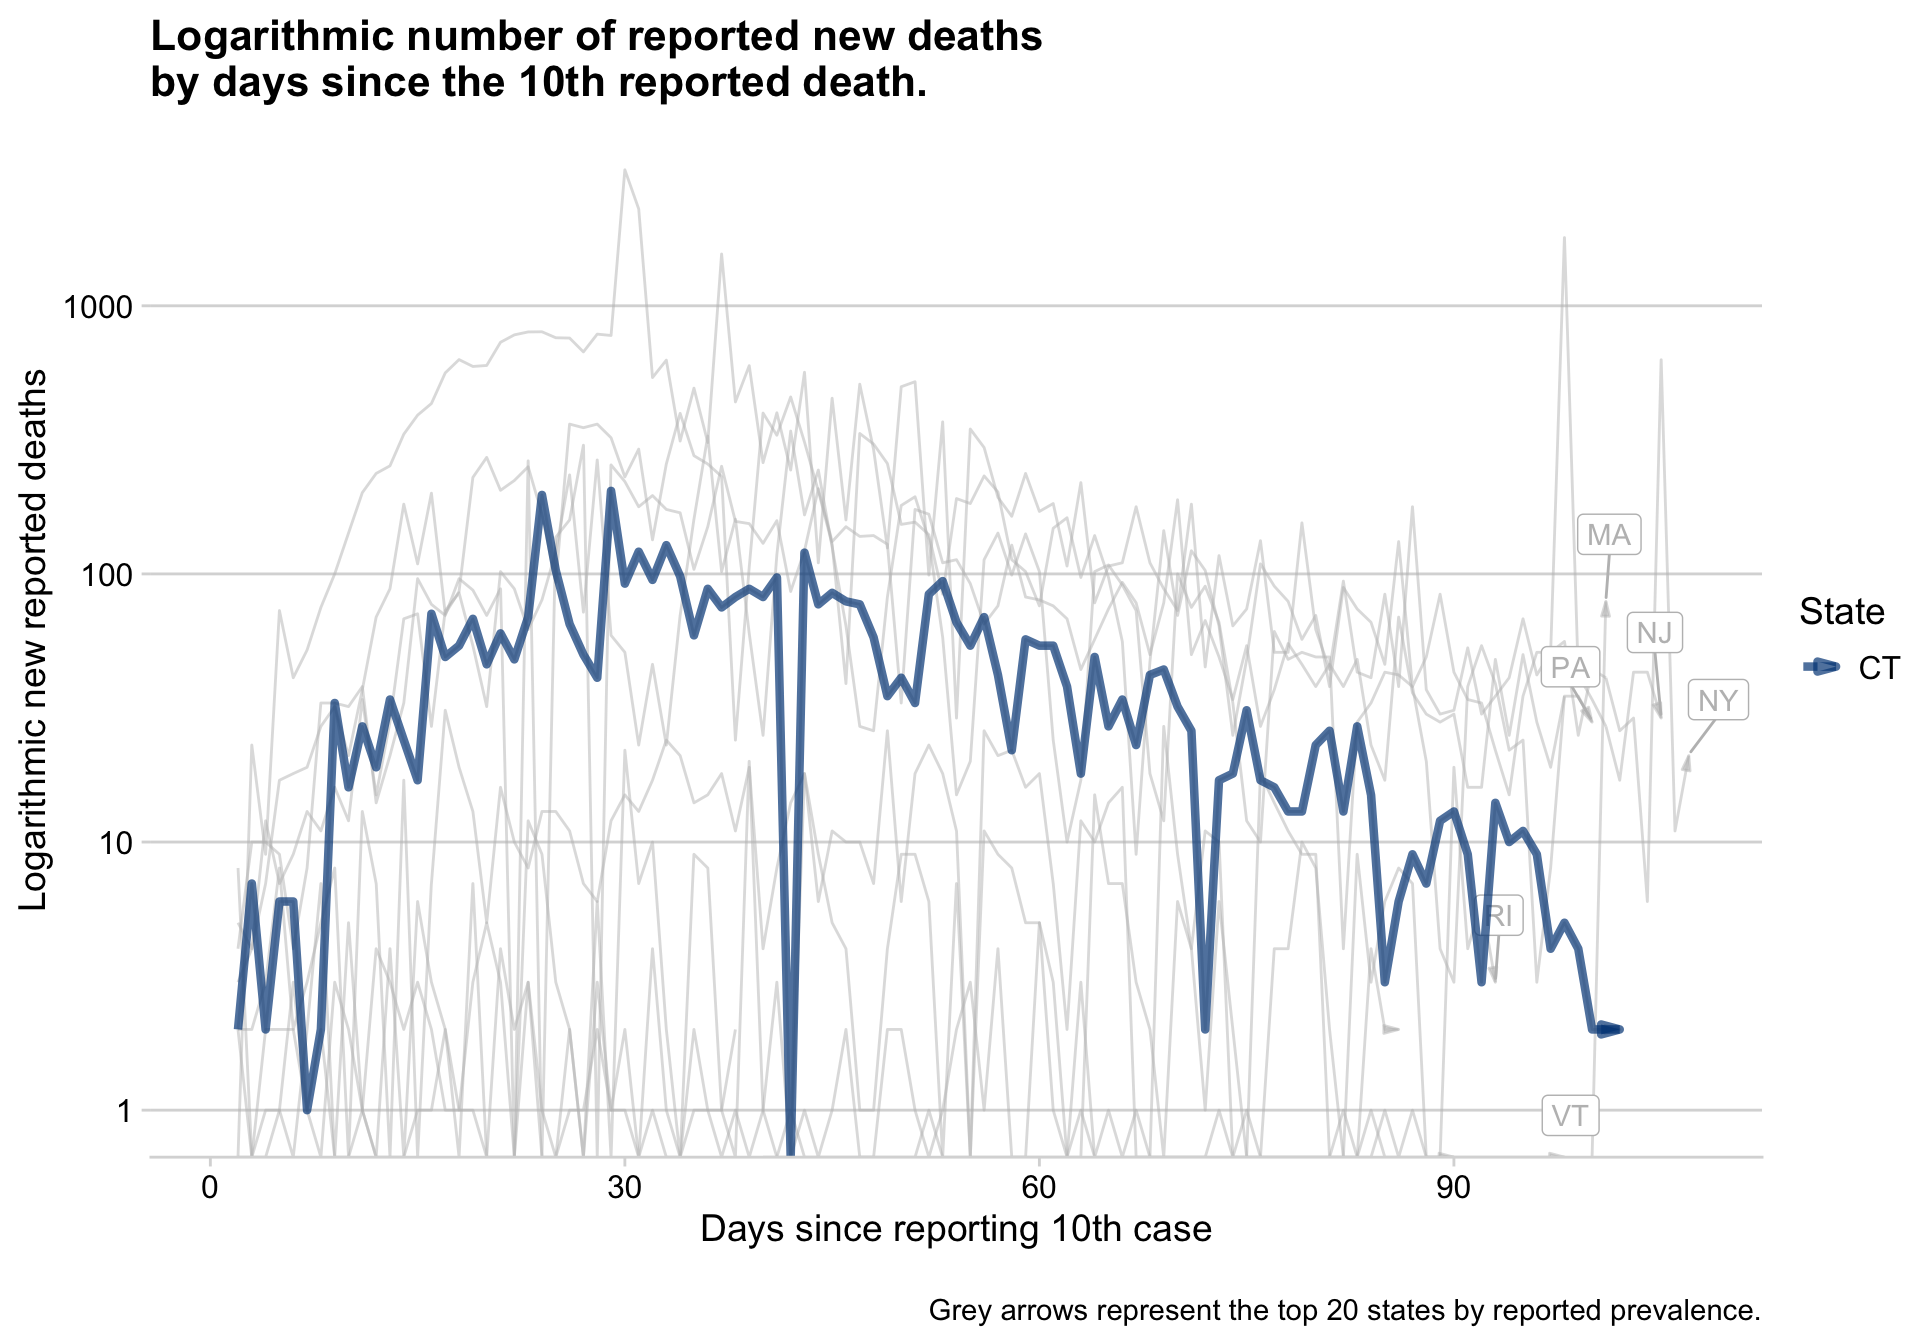 Logarithmic number of reported new deaths
by days since the 10th reported death.
Logarithmic new reported deaths
1000
100
10
1
MA
NJ
PA
NY
RI
VT
State
CT
0
30
60
90
Days since reporting 10th case
Grey arrows represent the top 20 states by reported prevalence.